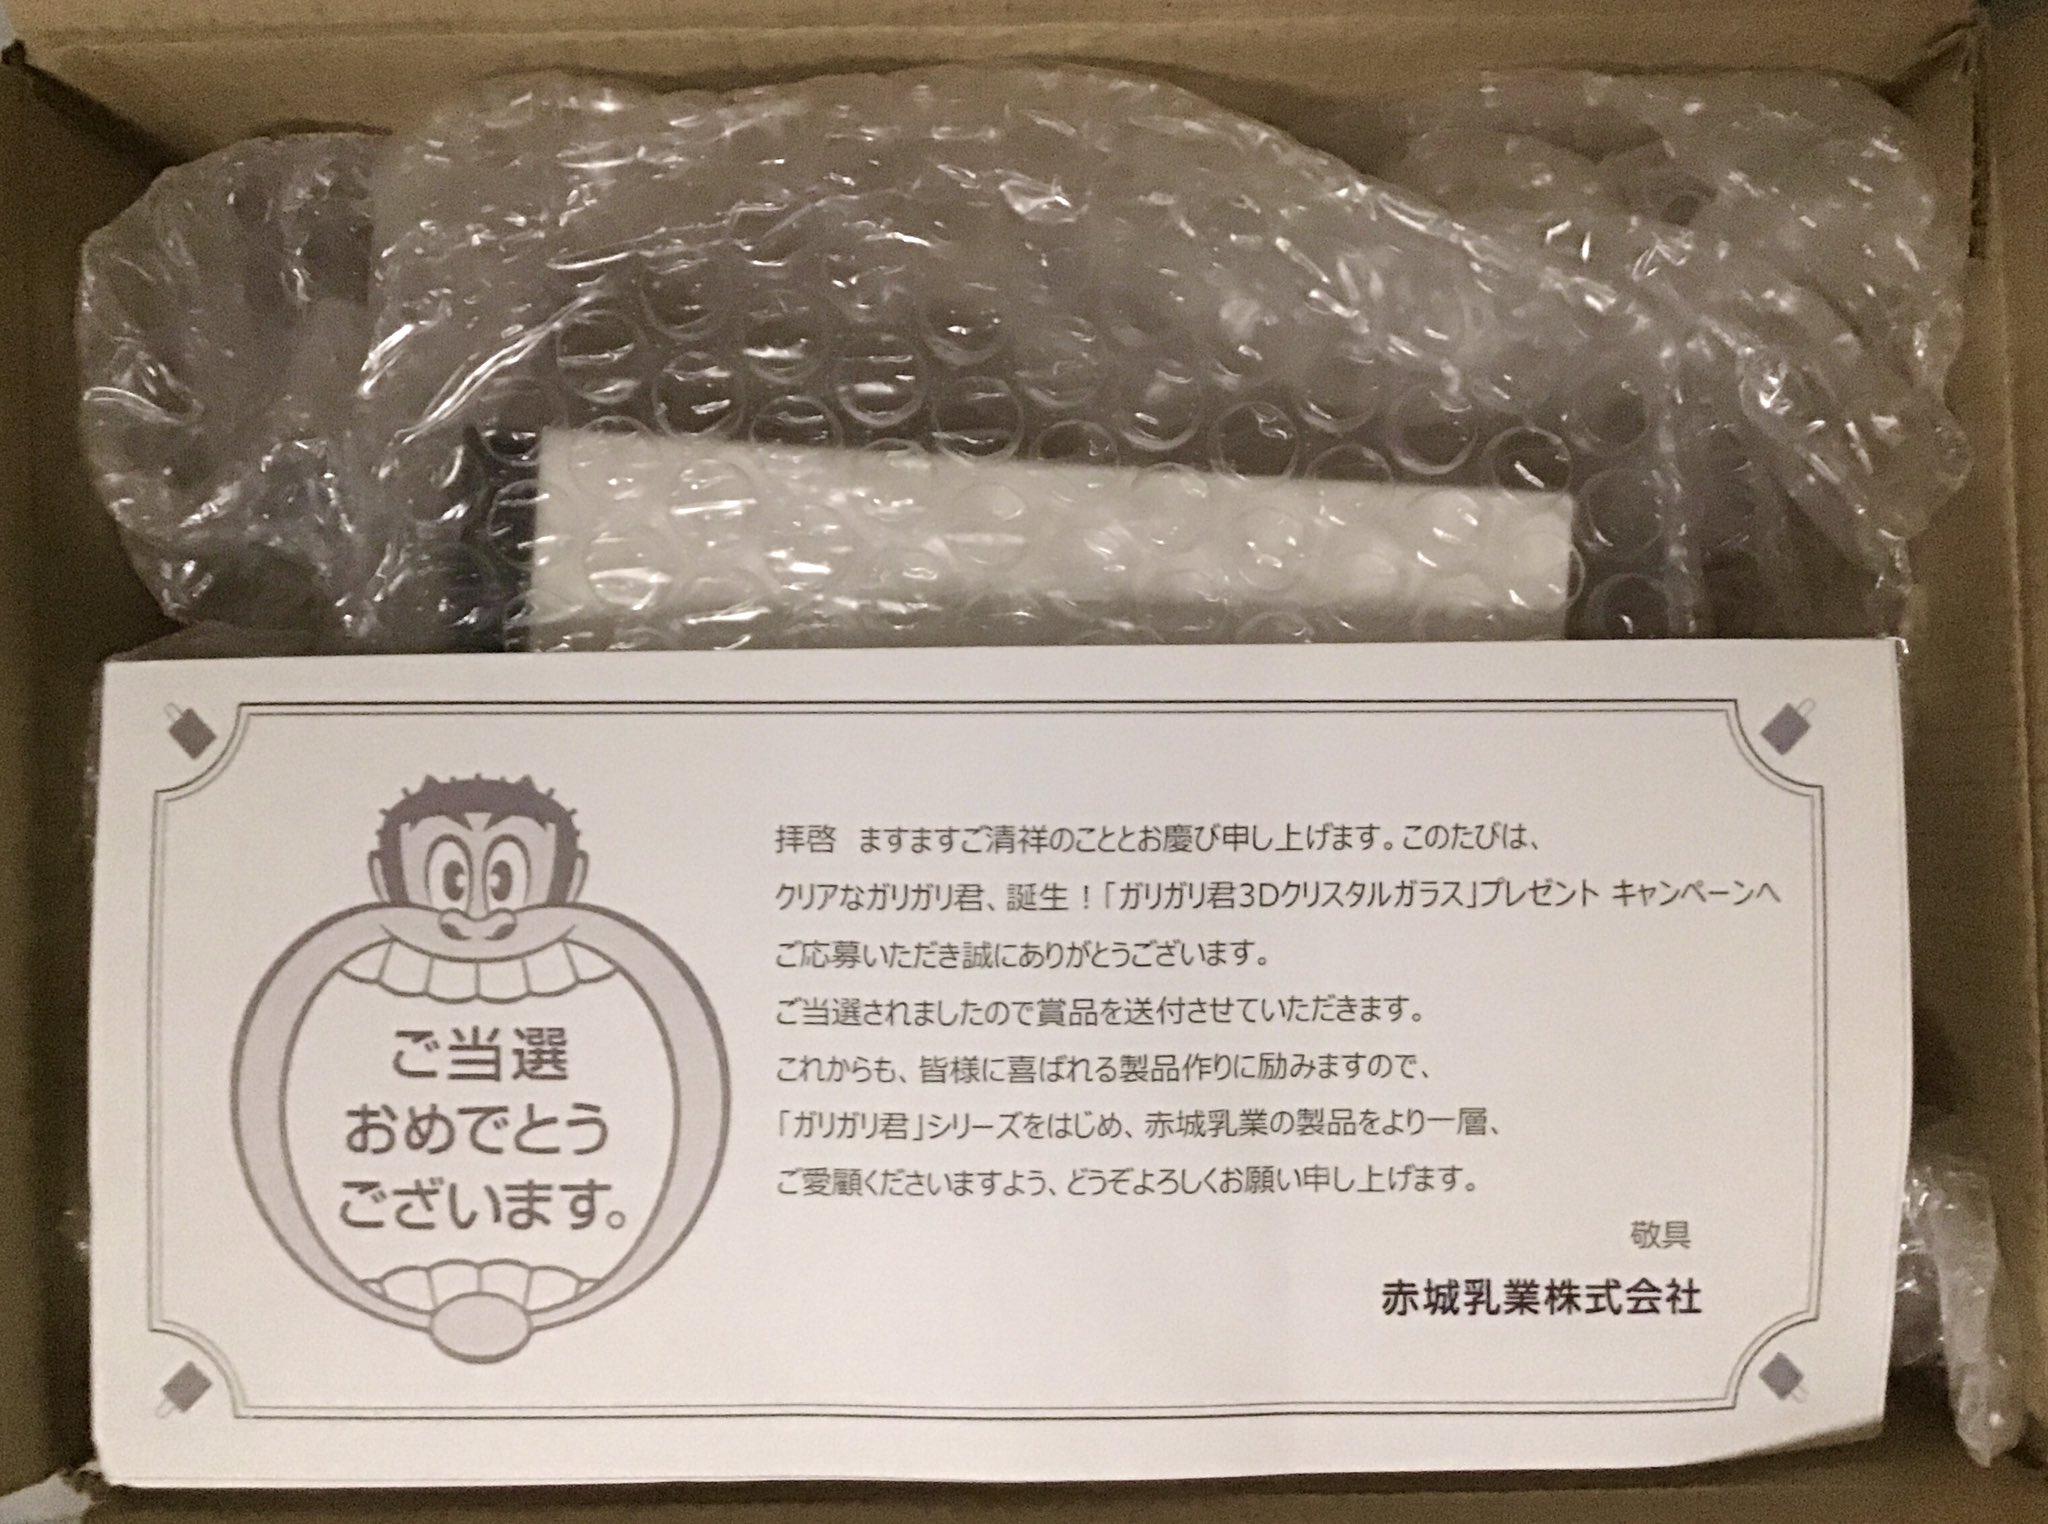 ご当選
おめでとう
ございます。
拝啓 ますますご清祥のこととお慶び申し上げます。このたびは、
クリアなガリガリ君、誕生！「ガリガリ君3Dクリスタルガラス」プレゼント キャンペーンへ
ご応募いただき誠にありがとうございます。
ご当選されましたので賞品を送付させていただきます。
これからも、皆様に喜ばれる製品作りに励みますので、
「ガリガリ君」シリーズをはじめ、赤城乳業の製品をより一層、
ご愛顧くださいますよう、どうぞよろしくお願い申し上げます。
敬具
赤城乳業株式会社